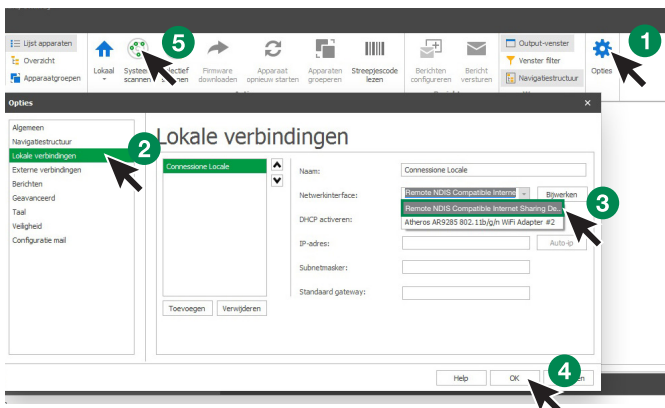 Lijst apparaten
Overzicht
Apparaatgroepen
Lokaal
5
scannen
Firmware
downloaden
Apparaat
opnieuw starten
Apparaten
groeperen
Streepjescode
lezen
Berichten
configureren
Bericht
versturen
Output-venster
Venster filter
Navigatiestructuur
Opties
1
Opties
×
Algemeen
Navigatiestructuur
Lokale verbindingen
Externe verbindingen
Berichten
Geavanceerd
Taal
Veiligheid
Configuratie mail
2
Lokale verbindingen
Connessione Locale
Toevoegen
Verwijderen
Naam:
Connessione Locale
Netwerkinterface:
Remote NDIS Compatible Interne
Bijwerken
Remote NDIS Compatible Internet Sharing De..
Atheros AR9285 802.11b/g/n WiFi Adapter #2
3
DHCP activeren:
IP-adres:
Auto-ip
Subnetmasker:
Standaard gateway:
Help
OK
4